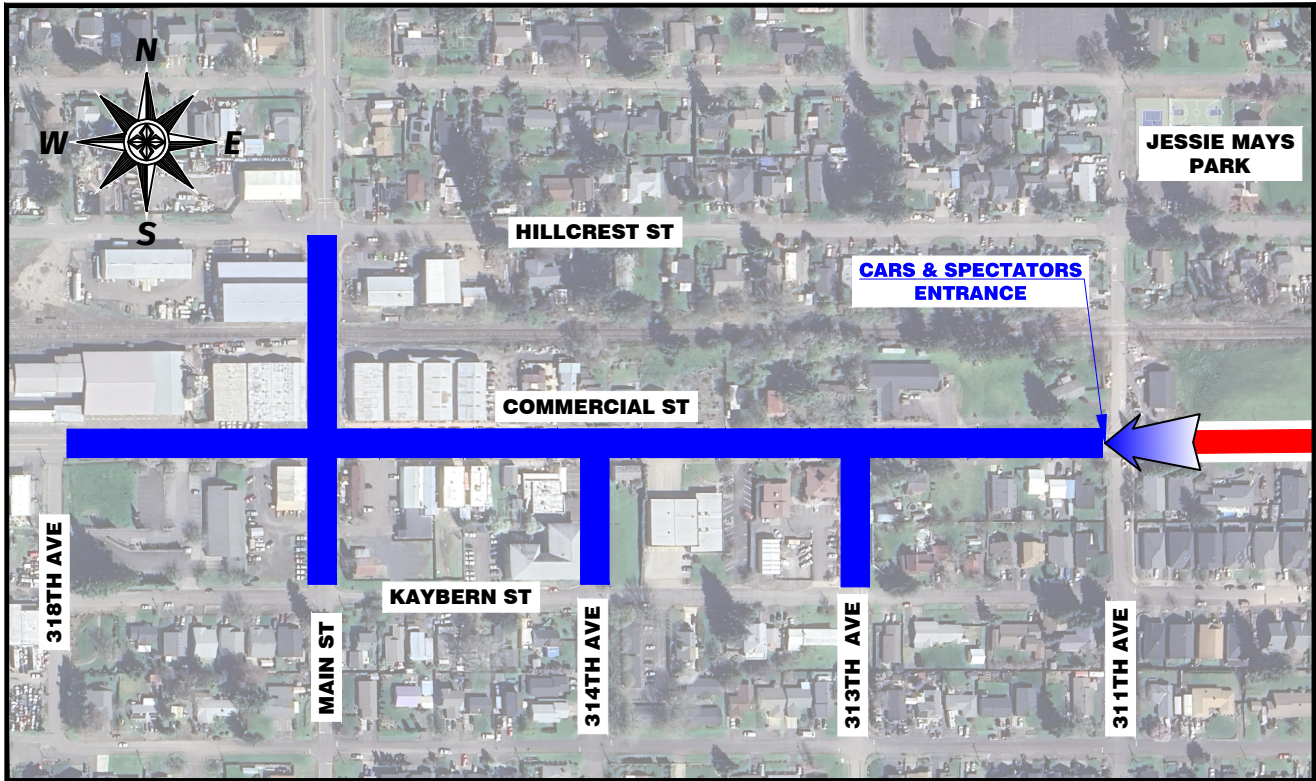 N
W
E
S
JESSIE MAYS
PARK
HILLCREST ST
CARS & SPECTATORS
ENTRANCE
COMMERCIAL ST
KAYBERN ST
318TH AVE
MAIN ST
314TH AVE
313TH AVE
311TH AVE